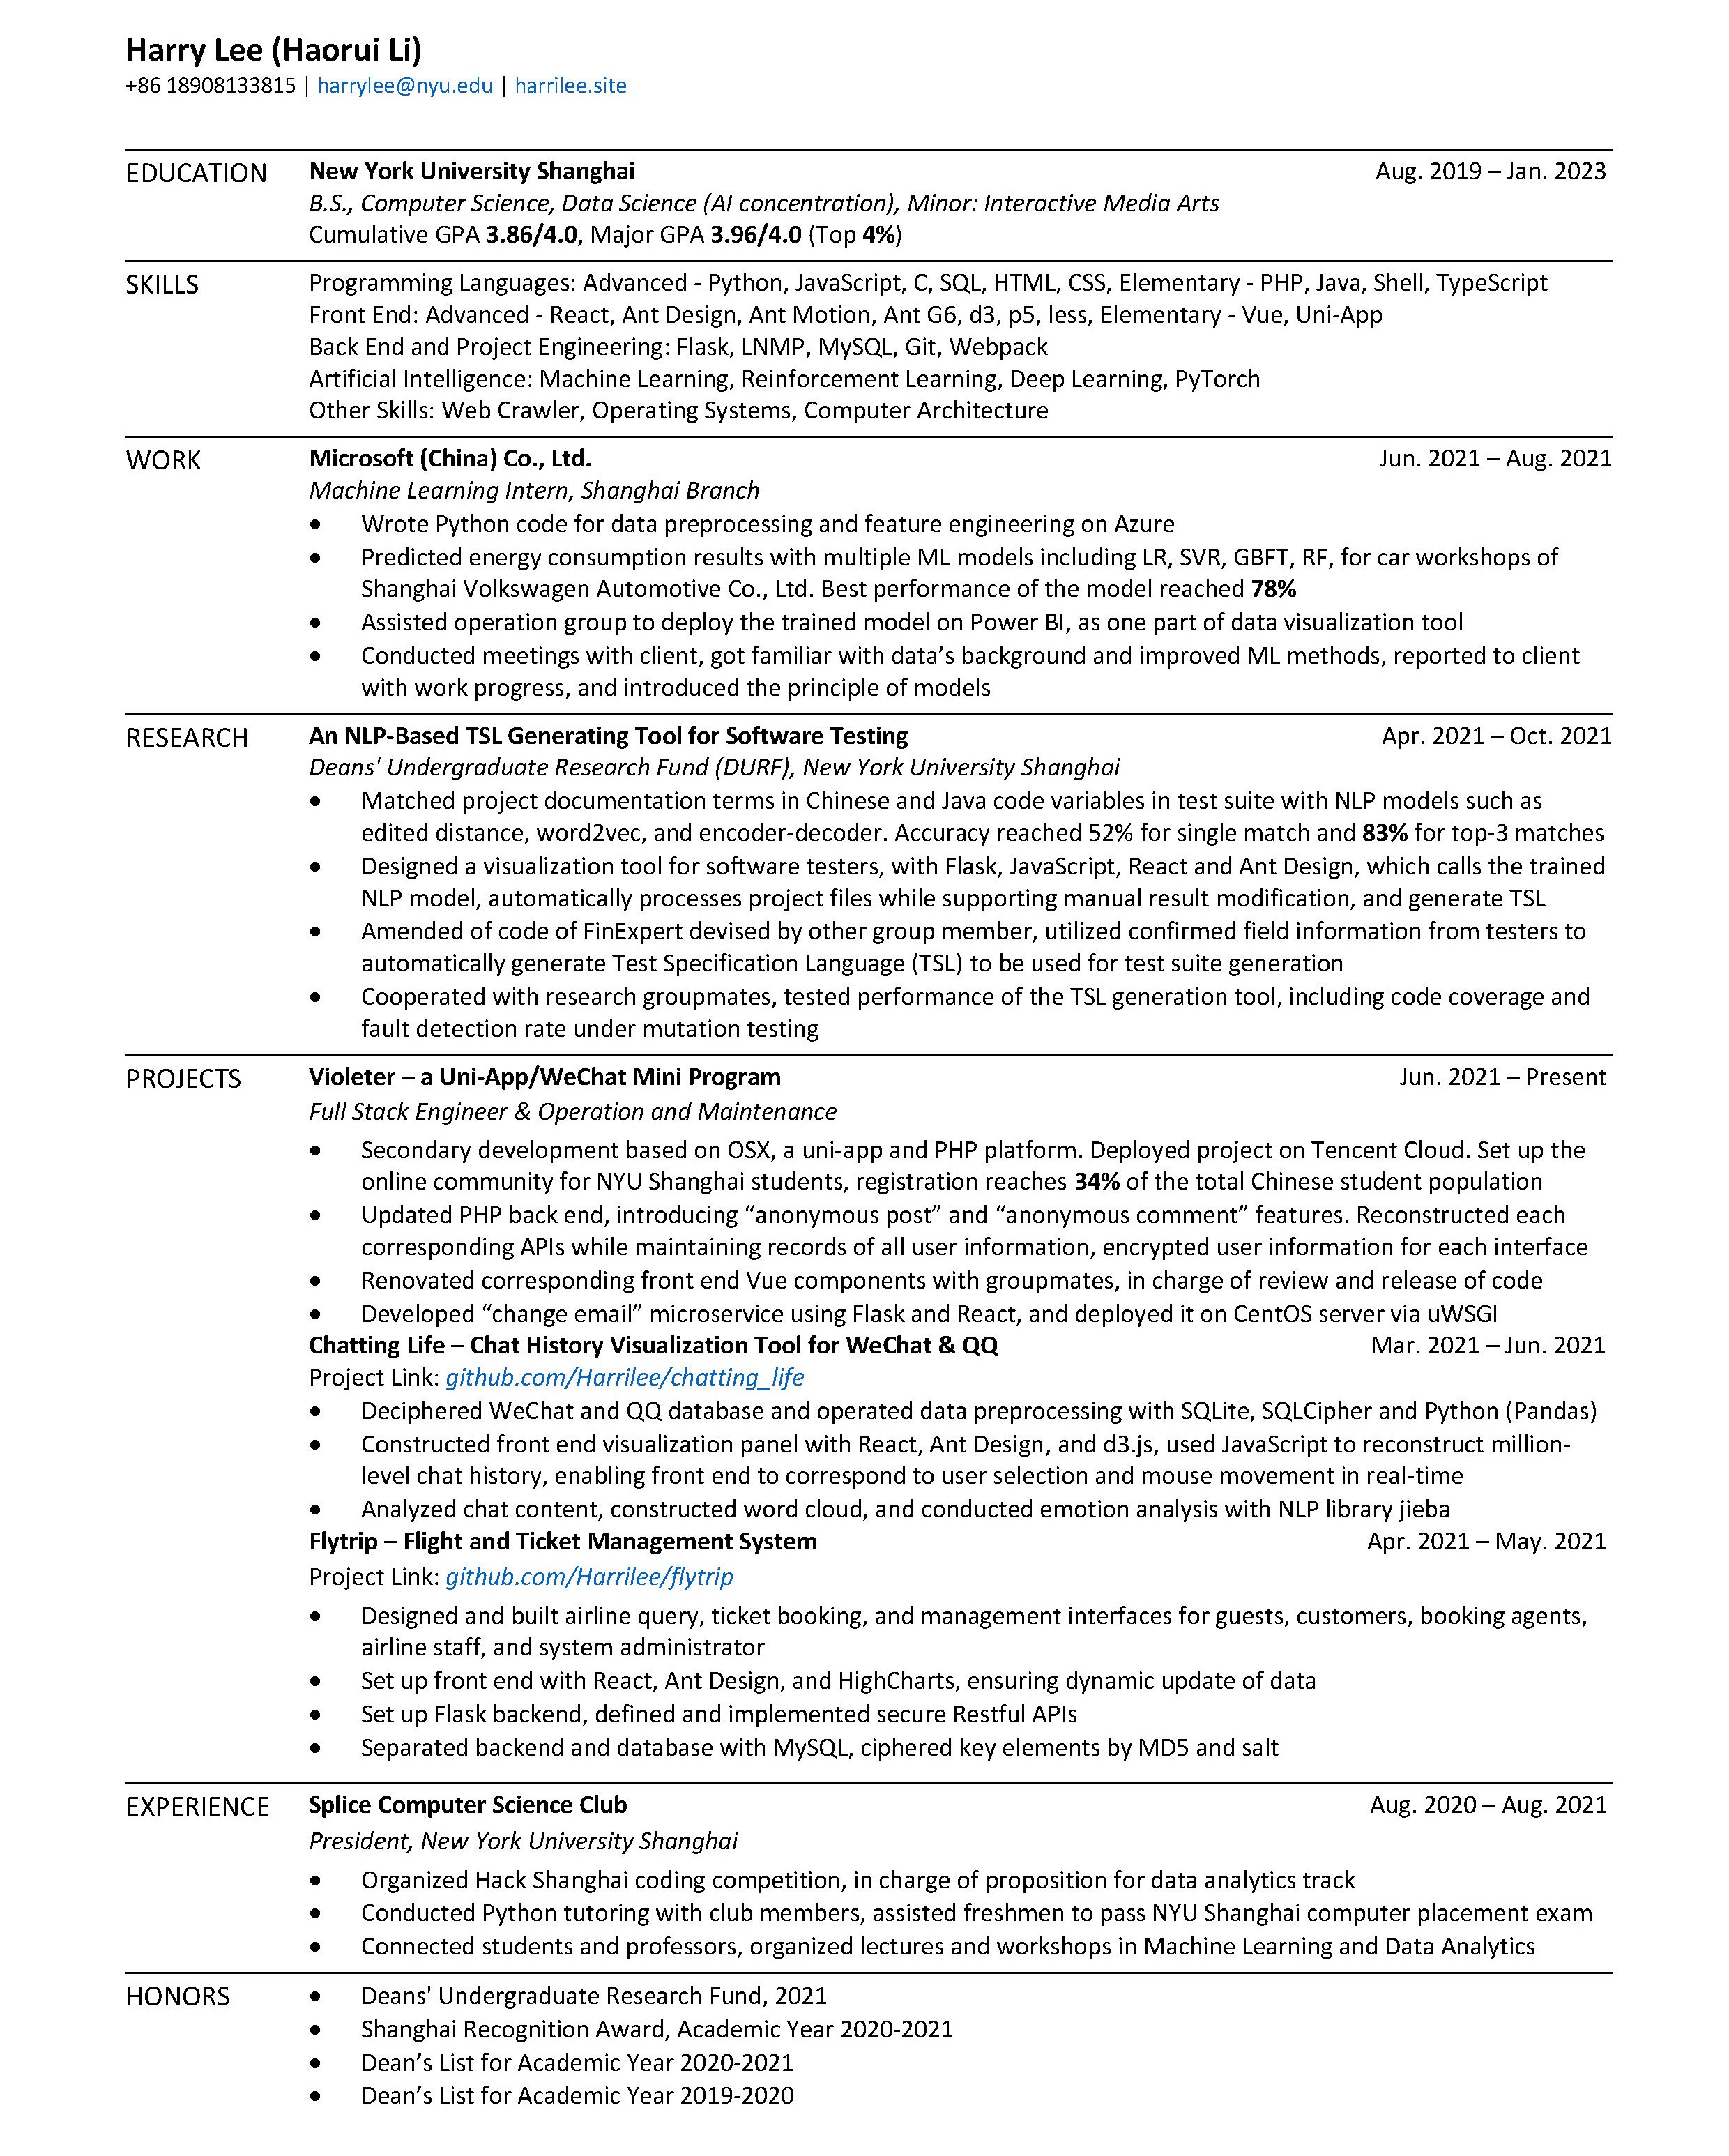 Harry Lee (Haorui Li)
+86 18908133815 | harrylee@nyu.edu | harrilee.site
EDUCATION New York University Shanghai Aug. 2019 – Jan. 2023
B.S., Computer Science, Data Science (AI concentration), Minor: Interactive Media Arts
Cumulative GPA 3.86/4.0, Major GPA 3.96/4.0 (Top 4%)
SKILLS Programming Languages: Advanced - Python, JavaScript, C, SQL, HTML, CSS, Elementary - PHP, Java, Shell, TypeScript
Front End: Advanced - React, Ant Design, Ant Motion, Ant G6, d3, p5, less, Elementary - Vue, Uni-App
Back End and Project Engineering: Flask, LNMP, MySQL, Git, Webpack
Artificial Intelligence: Machine Learning, Reinforcement Learning, Deep Learning, PyTorch
Other Skills: Web Crawler, Operating Systems, Computer Architecture
WORK Microsoft (China) Co., Ltd. Jun. 2021 – Aug. 2021
Machine Learning Intern, Shanghai Branch
• Wrote Python code for data preprocessing and feature engineering on Azure
• Predicted energy consumption results with multiple ML models including LR, SVR, GBFT, RF, for car workshops of
Shanghai Volkswagen Automotive Co., Ltd. Best performance of the model reached 78%
• Assisted operation group to deploy the trained model on Power BI, as one part of data visualization tool
• Conducted meetings with client, got familiar with data’s background and improved ML methods, reported to client
with work progress, and introduced the principle of models
RESEARCH An NLP-Based TSL Generating Tool for Software Testing Apr. 2021 – Oct. 2021
Deans' Undergraduate Research Fund (DURF), New York University Shanghai
• Matched project documentation terms in Chinese and Java code variables in test suite with NLP models such as
edited distance, word2vec, and encoder-decoder. Accuracy reached 52% for single match and 83% for top-3 matches
• Designed a visualization tool for software testers, with Flask, JavaScript, React and Ant Design, which calls the trained
NLP model, automatically processes project files while supporting manual result modification, and generate TSL
• Amended of code of FinExpert devised by other group member, utilized confirmed field information from testers to
automatically generate Test Specification Language (TSL) to be used for test suite generation
• Cooperated with research groupmates, tested performance of the TSL generation tool, including code coverage and
fault detection rate under mutation testing
PROJECTS Violeter – a Uni-App/WeChat Mini Program Jun. 2021 – Present
Full Stack Engineer & Operation and Maintenance
• Secondary development based on OSX, a uni-app and PHP platform. Deployed project on Tencent Cloud. Set up the
online community for NYU Shanghai students, registration reaches 34% of the total Chinese student population
• Updated PHP back end, introducing “anonymous post” and “anonymous comment” features. Reconstructed each
corresponding APIs while maintaining records of all user information, encrypted user information for each interface
• Renovated corresponding front end Vue components with groupmates, in charge of review and release of code
• Developed “change email” microservice using Flask and React, and deployed it on CentOS server via uWSGI
Chatting Life – Chat History Visualization Tool for WeChat & QQ Mar. 2021 – Jun. 2021
Project Link: github.com/Harrilee/chatting_life
• Deciphered WeChat and QQ database and operated data preprocessing with SQLite, SQLCipher and Python (Pandas)
• Constructed front end visualization panel with React, Ant Design, and d3.js, used JavaScript to reconstruct million-
level chat history, enabling front end to correspond to user selection and mouse movement in real-time
• Analyzed chat content, constructed word cloud, and conducted emotion analysis with NLP library jieba
Flytrip – Flight and Ticket Management System Apr. 2021 – May. 2021
Project Link: github.com/Harrilee/flytrip
• Designed and built airline query, ticket booking, and management interfaces for guests, customers, booking agents,
airline staff, and system administrator
• Set up front end with React, Ant Design, and HighCharts, ensuring dynamic update of data
• Set up Flask backend, defined and implemented secure Restful APIs
• Separated backend and database with MySQL, ciphered key elements by MD5 and salt
EXPERIENCE Splice Computer Science Club Aug. 2020 – Aug. 2021
President, New York University Shanghai
• Organized Hack Shanghai coding competition, in charge of proposition for data analytics track
• Conducted Python tutoring with club members, assisted freshmen to pass NYU Shanghai computer placement exam
• Connected students and professors, organized lectures and workshops in Machine Learning and Data Analytics
HONORS • Deans' Undergraduate Research Fund, 2021
• Shanghai Recognition Award, Academic Year 2020-2021
• Dean’s List for Academic Year 2020-2021
• Dean’s List for Academic Year 2019-2020